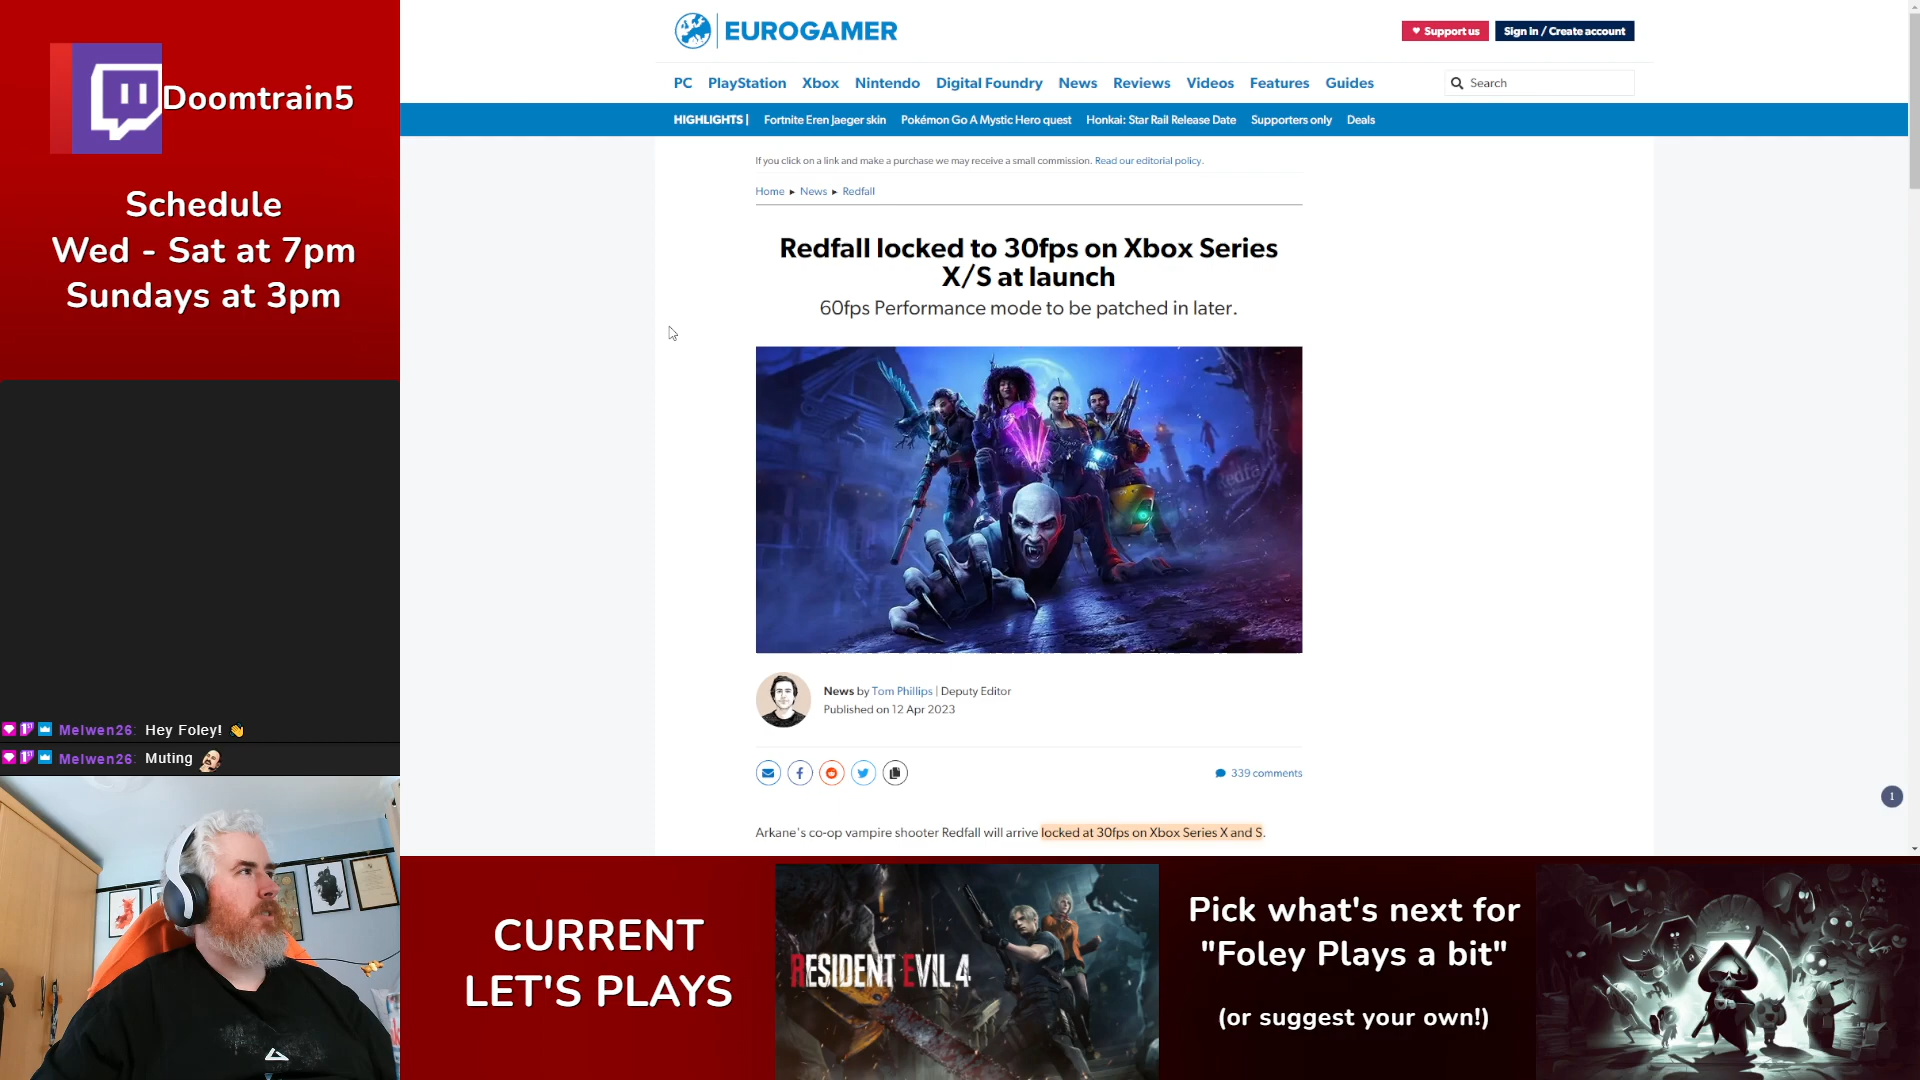 Doomtrain5
Schedule
Wed - Sat at 7pm
Sundays at 3pm
Melwen26: Hey Foley!
Melwen26: Muting
EUROGAMER
Support us
Sign in / Create account
PC PlayStation Xbox Nintendo Digital Foundry News Reviews Videos Features Guides
Search
HIGHLIGHTS | Fortnite Eren Jaeger skin Pokémon Go A Mystic Hero quest Honkai: Star Rail Release Date Supporters only Deals
If you click on a link and make a purchase we may receive a small commission. Read our editorial policy.
Home ▸ News ▸ Redfall
Redfall locked to 30fps on Xbox Series
X/S at launch
60fps Performance mode to be patched in later.
Redfall
News by Tom Phillips | Deputy Editor
Published on 12 Apr 2023
339 comments
1
Arkane's co-op vampire shooter Redfall will arrive locked at 30fps on Xbox Series X and S.
CURRENT
LET'S PLAYS
RESIDENT EVIL 4
Pick what's next for
"Foley Plays a bit"
(or suggest your own!)